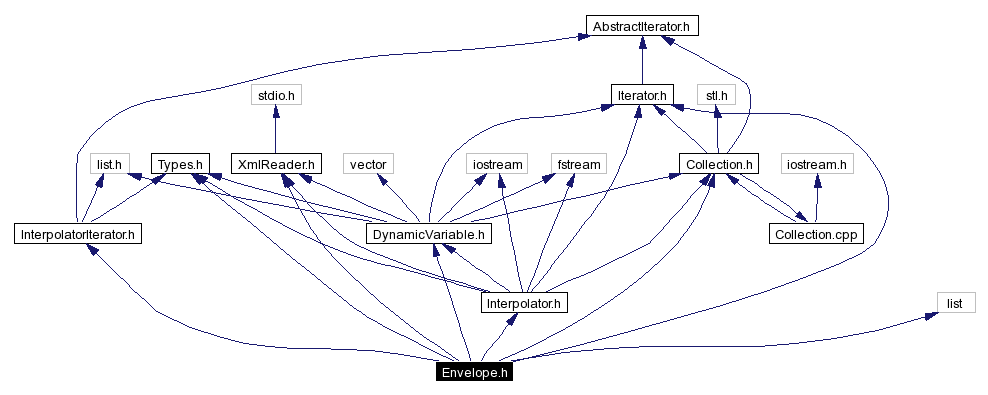 AbstractIterator.h
stdio.h
Iterator.h
stl.h
list.h
Types.h
XmlReader.h
vector
iostream
fstream
Collection.h
iostream.h
InterpolatorIterator.h
DynamicVariable.h
Collection.cpp
Interpolator.h
list
Envelope.h